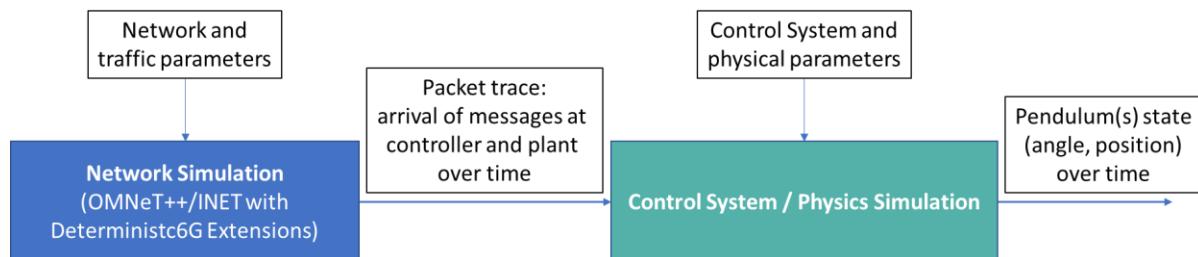 Network and
traffic parameters
Control System and
physical parameters
Packet trace:
arrival of messages at
controller and plant
over time
Pendulum(s) state
(angle, position)
over time
Network Simulation
(OMNeT++/INET with
Deterministc6G Extensions)
Control System / Physics Simulation